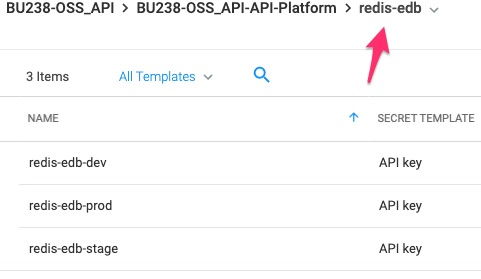 BU238-OSS_API > BU238-OSS_API-API-Platform > redis-edb
3 Items All Templates
NAME SECRET TEMPLATE
redis-edb-dev API key
redis-edb-prod API key
redis-edb-stage API key